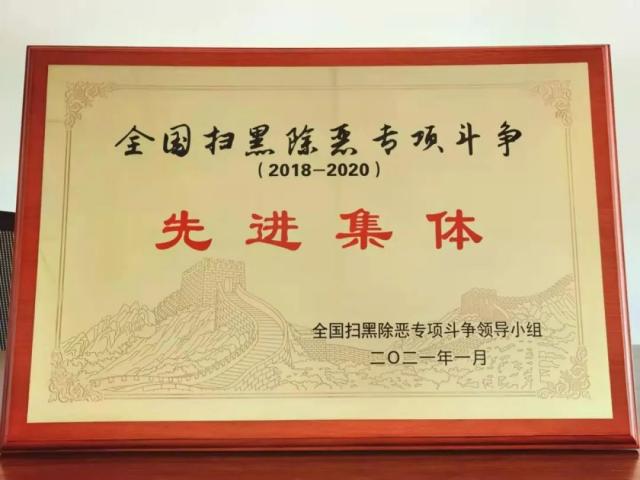 全国扫黑除恶专项斗争
(2018-2020)
先进集体
全国扫黑除恶专项斗争领导小组
二〇二一年一月